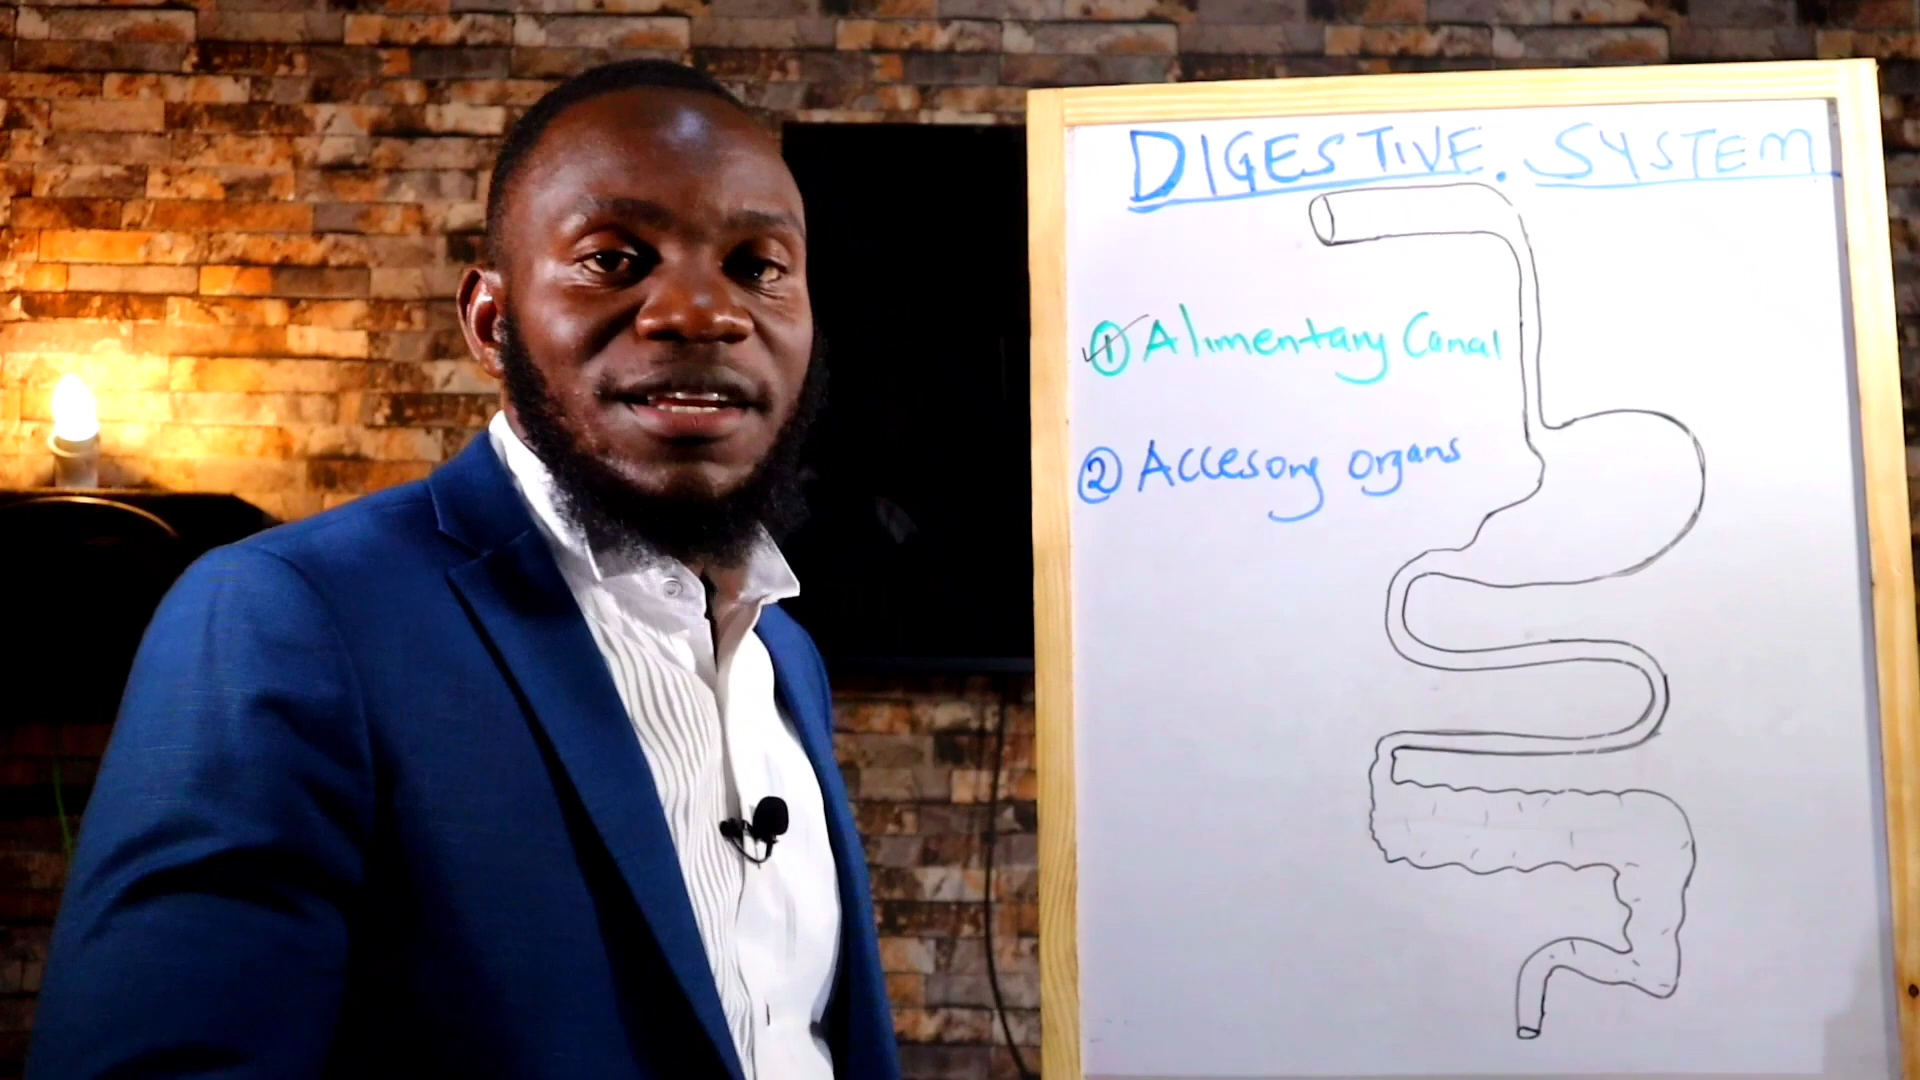 DIGESTIVE. SYSTEM
① Alimentary Canal
② Accesory organs